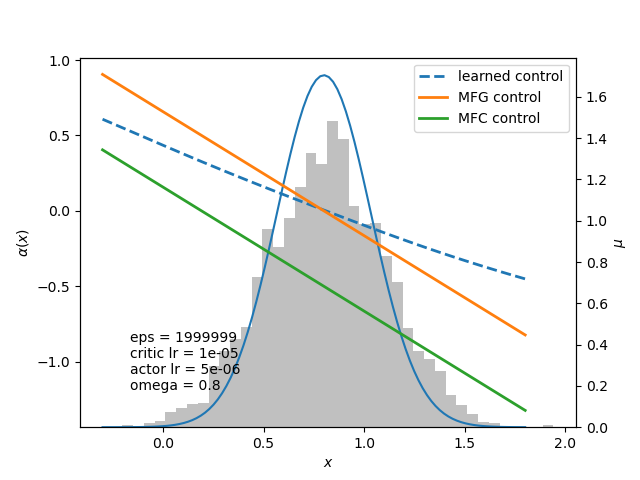 1.0
0.5
0.0
−0.5
−1.0
α(x)
learned control
MFG control
MFC control
eps = 1999999
critic lr = 1e-05
actor lr = 5e-06
omega = 0.8
1.6
1.4
1.2
1.0
0.8
0.6
0.4
0.2
0.0
μ
0.0 0.5 1.0 1.5 2.0
x